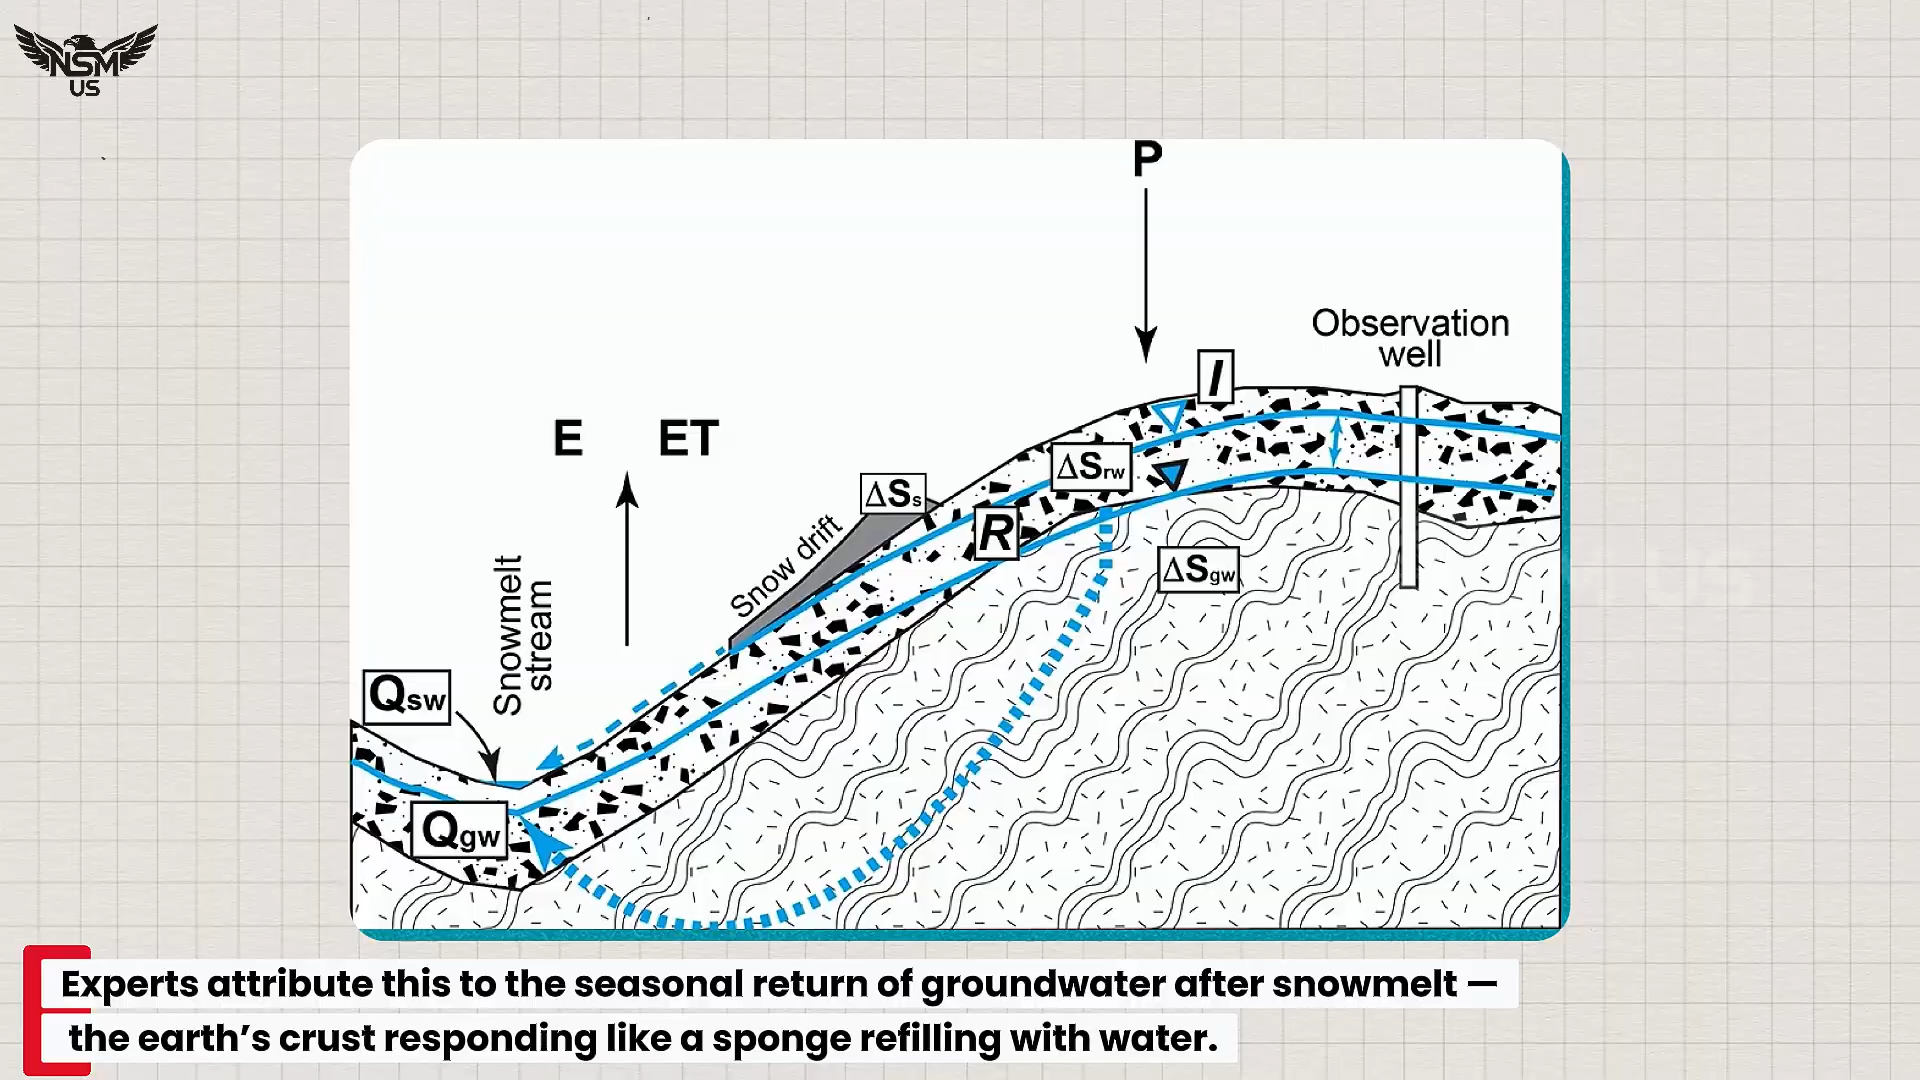 NSM
US
P
Observation
well
I
E ET
ΔSrw
ΔSs
R
Snow drift
ΔSgw
Snowmelt
stream
Qsw
Qgw
Experts attribute this to the seasonal return of groundwater after snowmelt —
the earth’s crust responding like a sponge refilling with water.